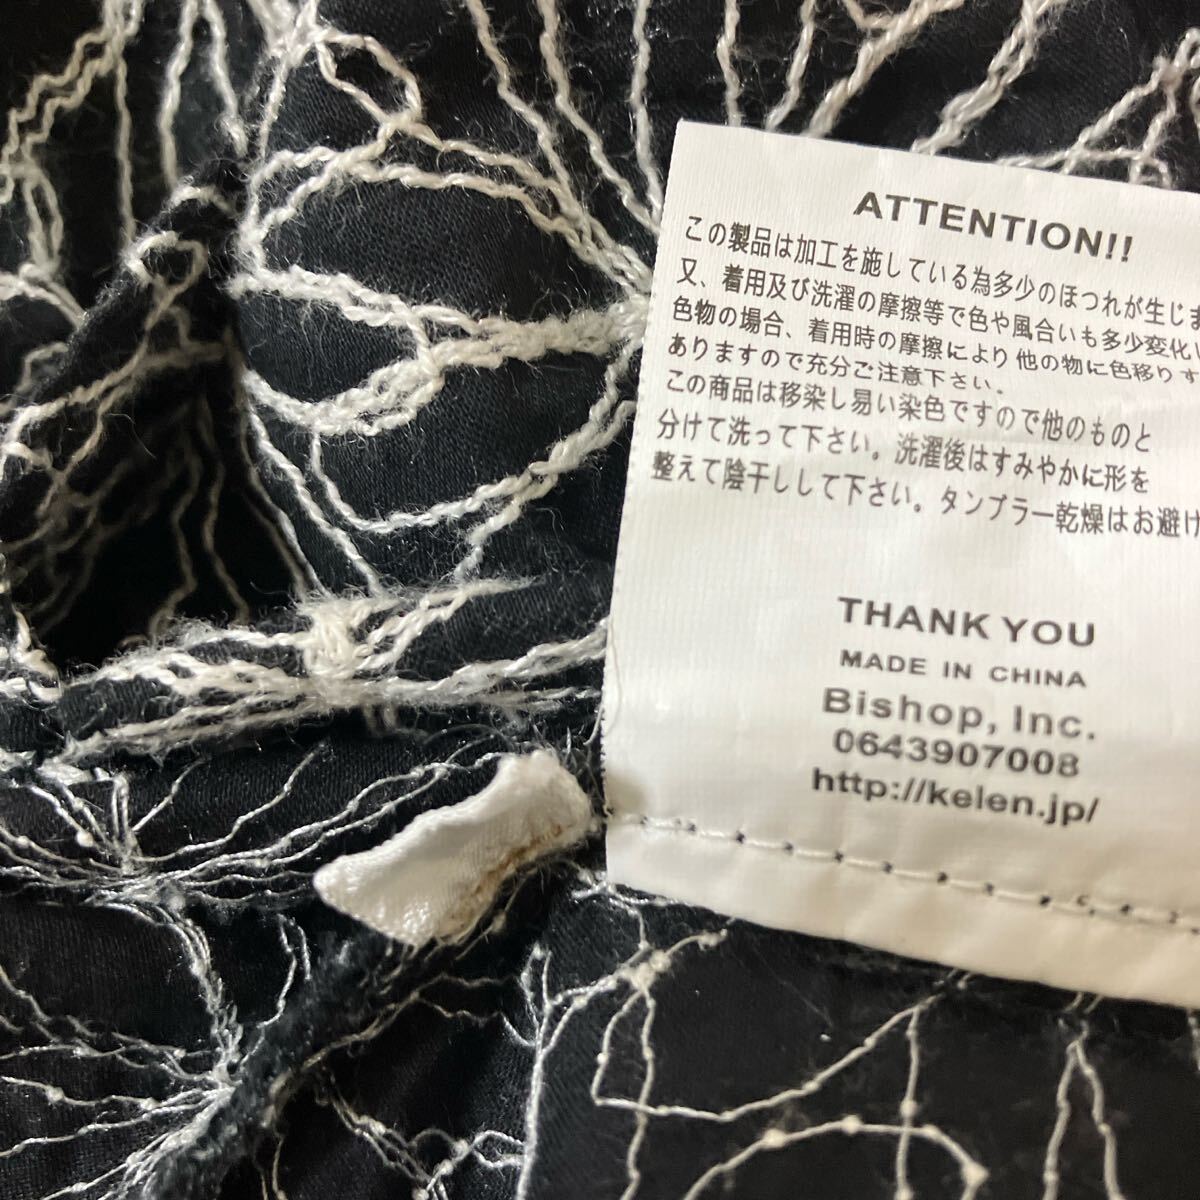 ATTENTION!!
この製品は加工を施している為多少のほつれが生じま
又、着用及び洗濯の摩擦等で色や風合いも多少変化し
色物の場合、着用時の摩擦により他の物に色移りす
ありますので充分ご注意下さい.
この商品は移染し易い染色ですので他のものと
分けて洗って下さい。洗濯後はすみやかに形を
整えて陰干しして下さい。タンブラー乾燥はお避け
THANK YOU
MADE IN CHINA
Bishop, Inc.
0643907008
http://kelen.jp/